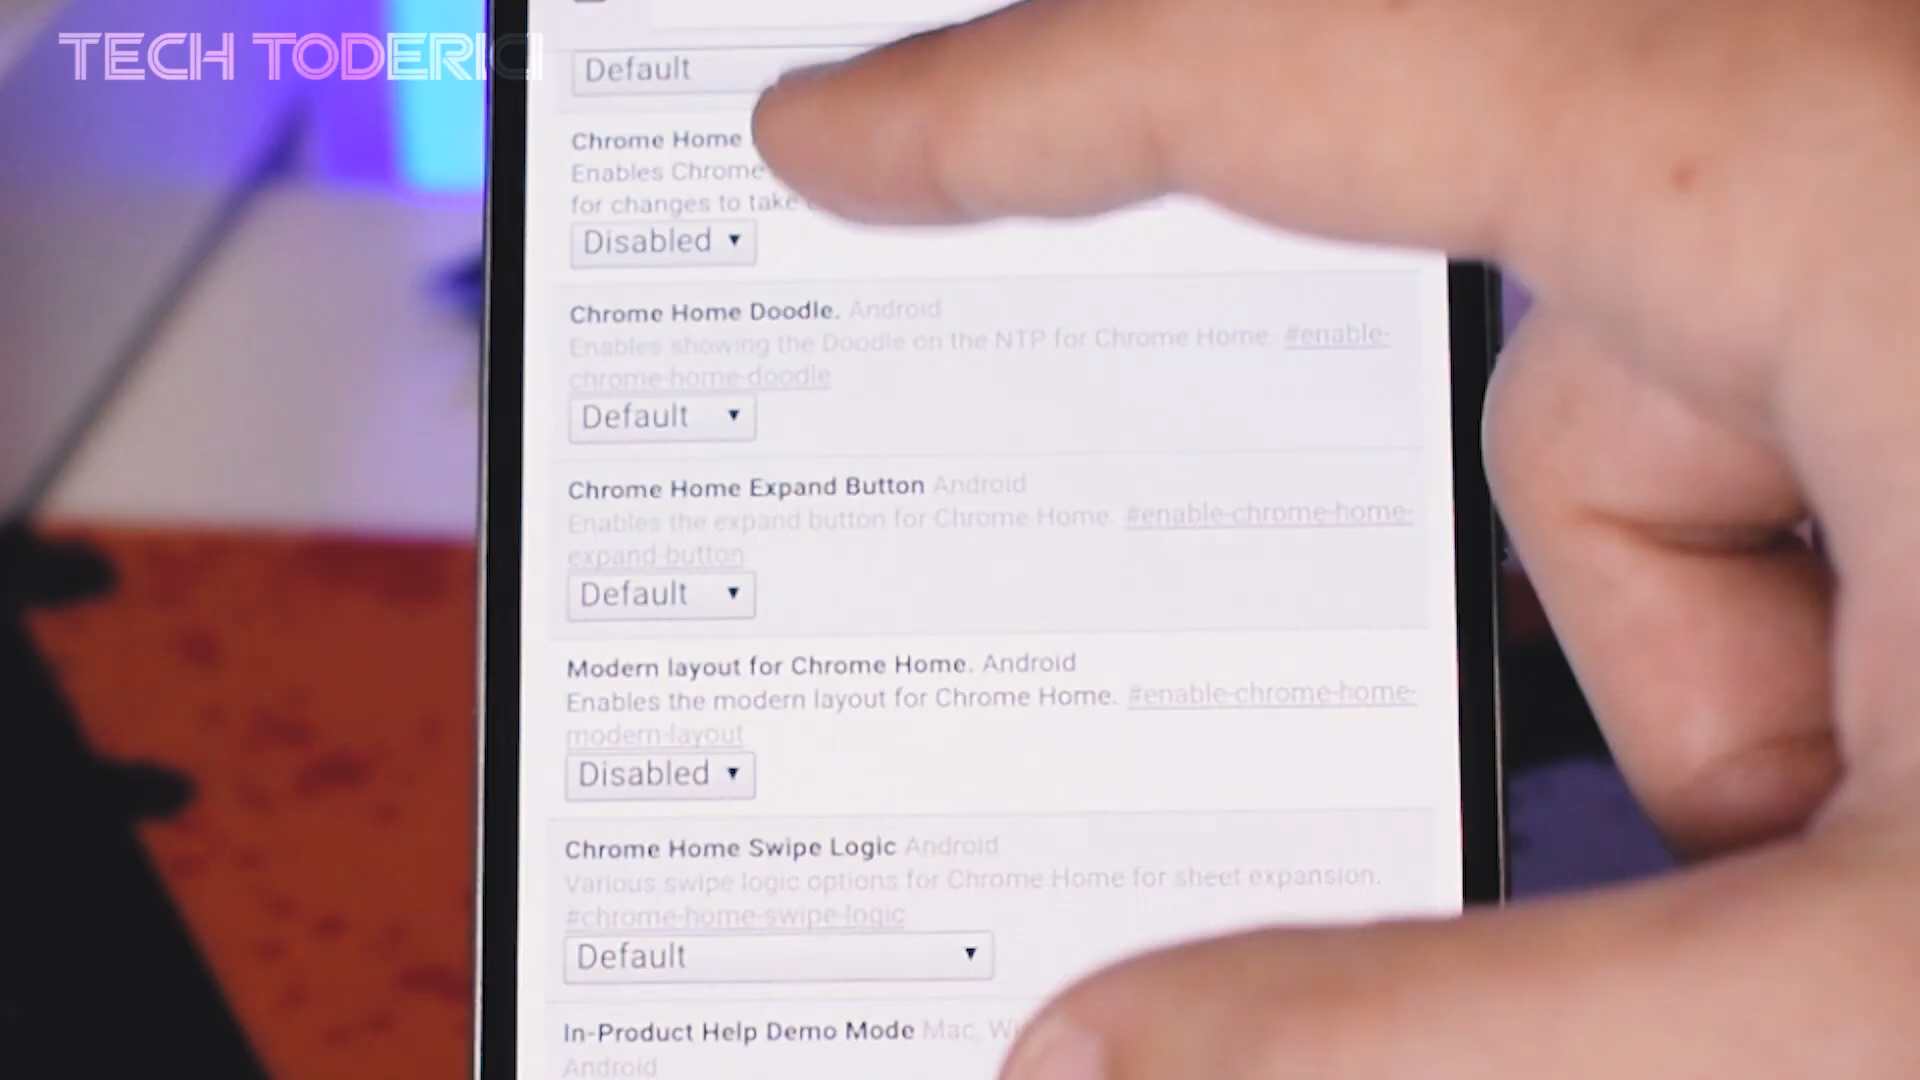 TECH TODERICI
Default
Chrome Home
Enables Chrome
for changes to take
Disabled
Chrome Home Doodle. Android
Enables showing the Doodle on the NTP for Chrome Home. #enable-
chrome-home-doodle
Default
Chrome Home Expand Button Android
Enables the expand button for Chrome Home. #enable-chrome-home-
expand-button
Default
Modern layout for Chrome Home. Android
Enables the modern layout for Chrome Home. #enable-chrome-home-
modern-layout
Disabled
Chrome Home Swipe Logic Android
Various swipe logic options for Chrome Home for sheet expansion.
#chrome-home-swipe-logic
Default
In-Product Help Demo Mode Mac,
Android